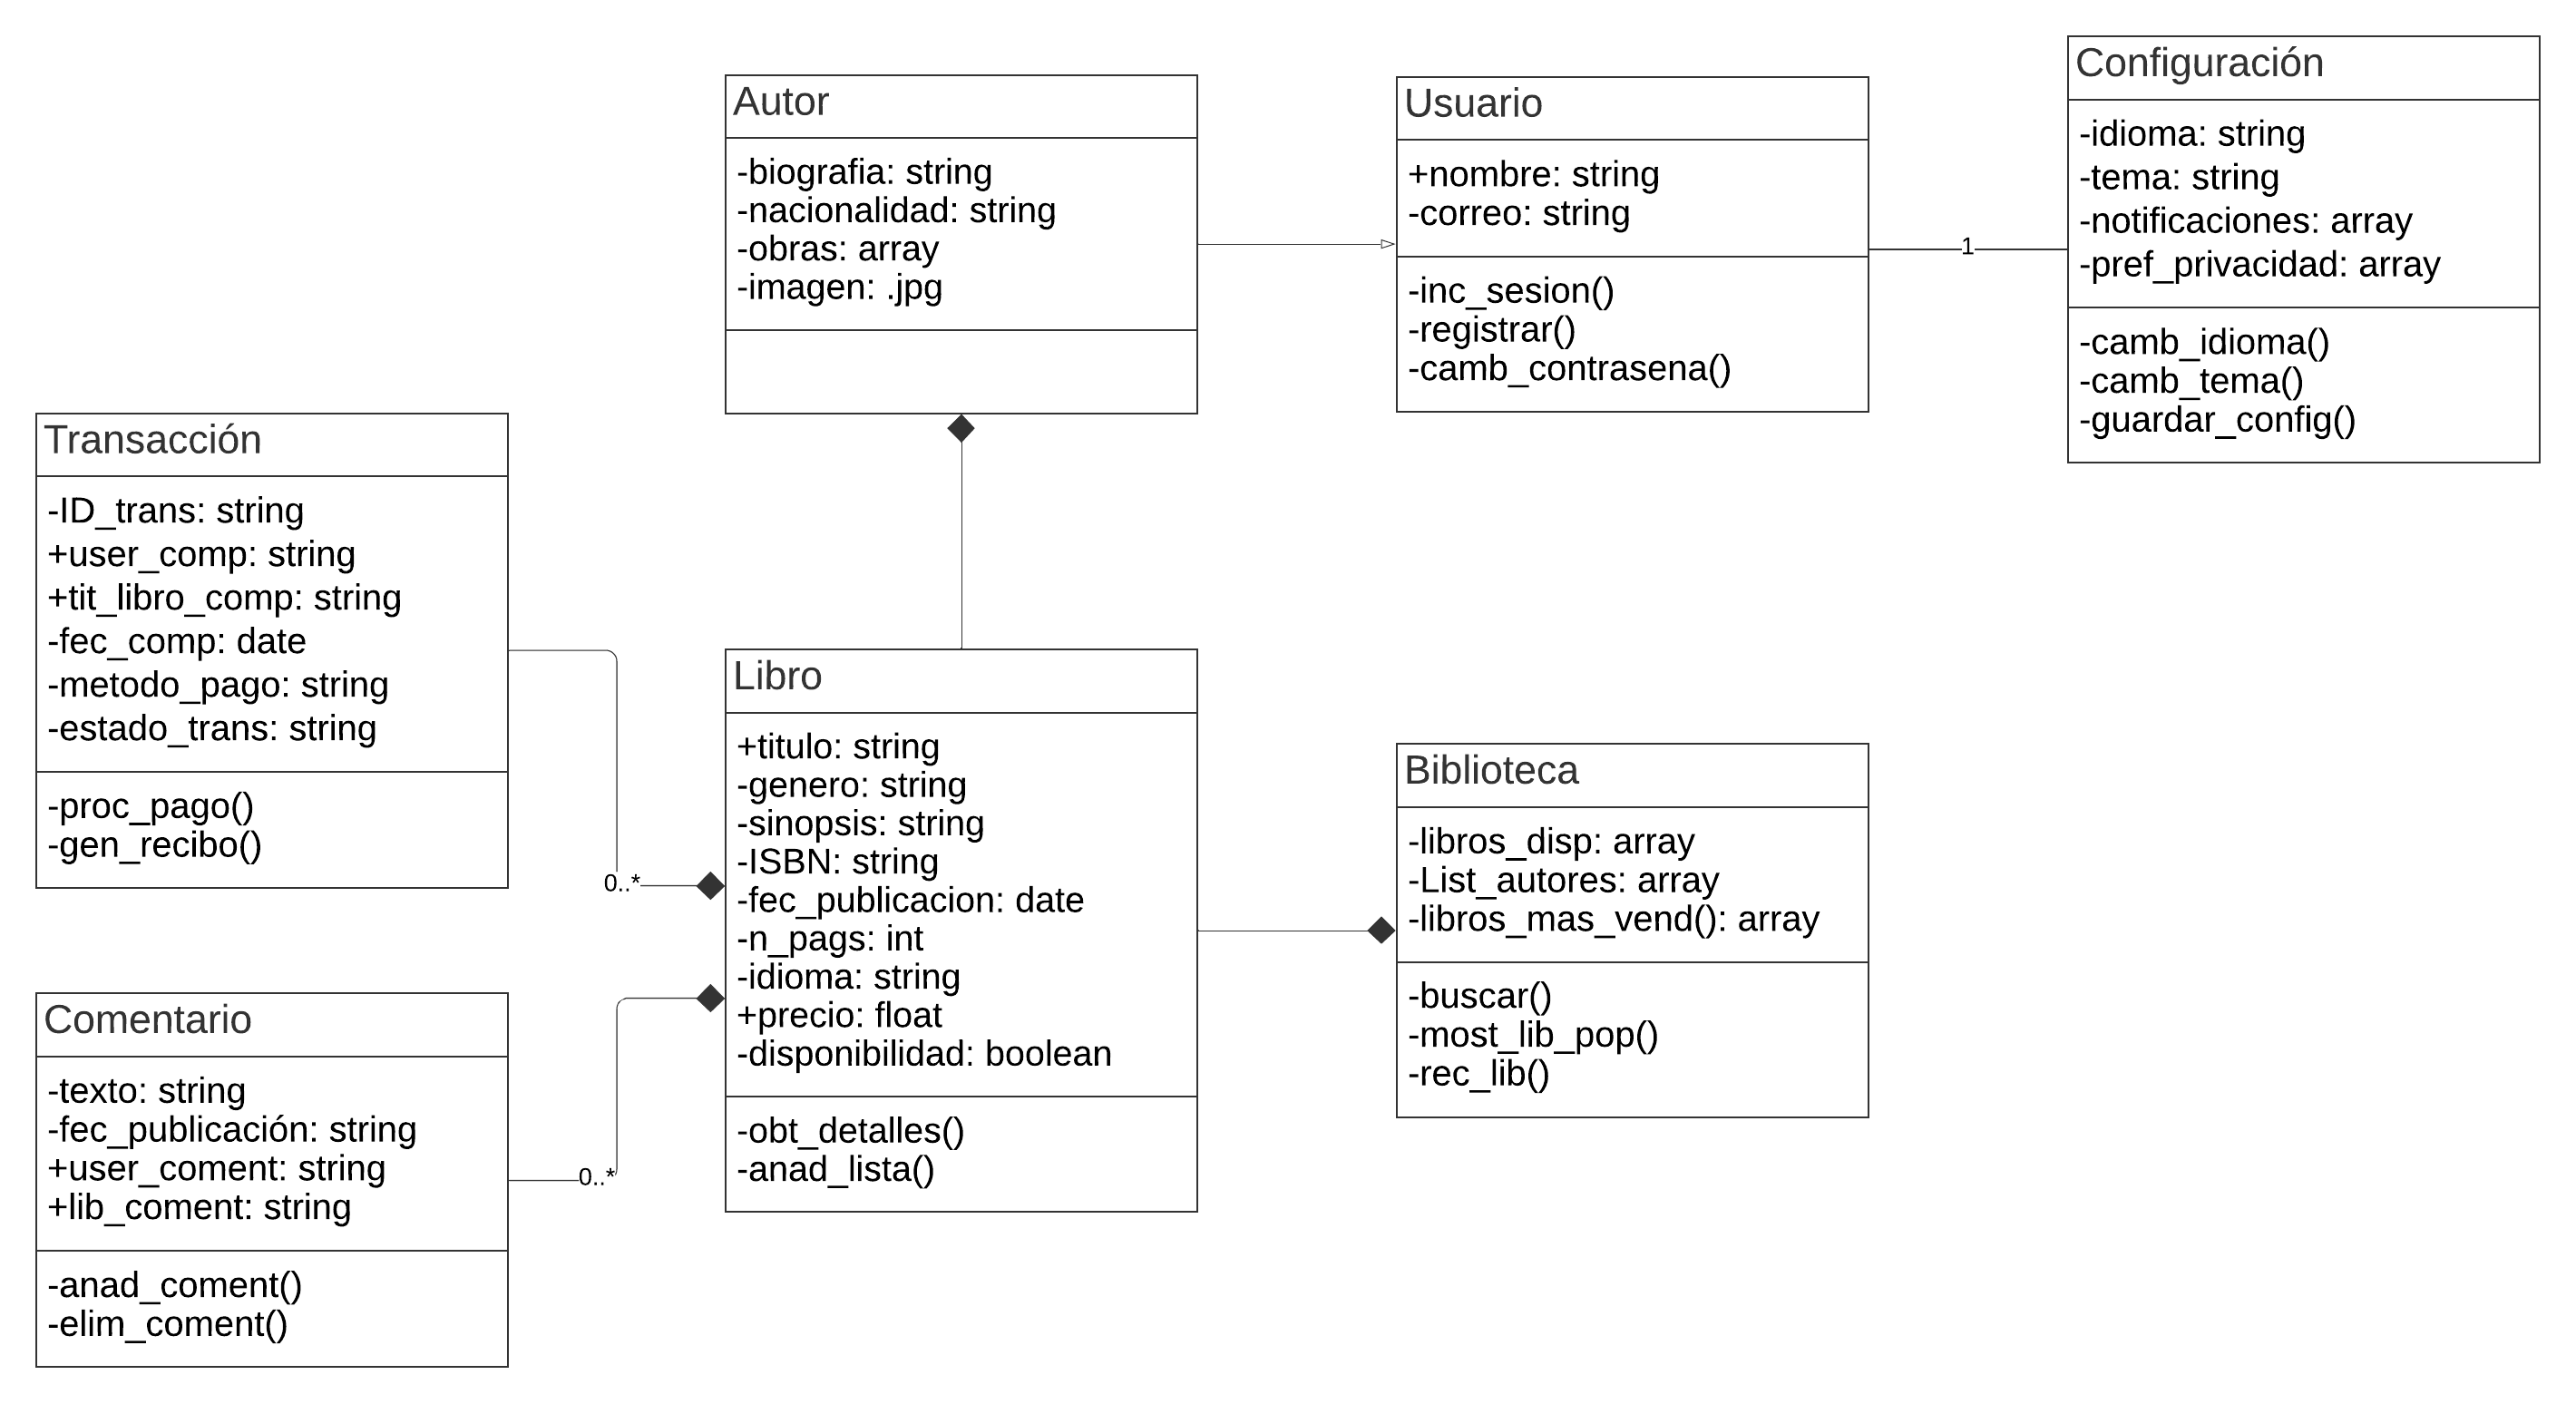 Autor
-biografia: string
-nacionalidad: string
-obras: array
-imagen: .jpg
Usuario
+nombre: string
-correo: string
-inc_sesion()
-registrar()
-camb_contrasena()
1
Configuración
-idioma: string
-tema: string
-notificaciones: array
-pref_privacidad: array
-camb_idioma()
-camb_tema()
-guardar_config()
Transacción
-ID_trans: string
+user_comp: string
+tit_libro_comp: string
-fec_comp: date
-metodo_pago: string
-estado_trans: string
-proc_pago()
-gen_recibo()
0..*
Libro
+titulo: string
-genero: string
-sinopsis: string
-ISBN: string
-fec_publicacion: date
-n_pags: int
-idioma: string
+precio: float
-disponibilidad: boolean
-obt_detalles()
-anad_lista()
Biblioteca
-libros_disp: array
-List_autores: array
-libros_mas_vend(): array
-buscar()
-most_lib_pop()
-rec_lib()
Comentario
-texto: string
-fec_publicación: string
+user_coment: string
+lib_coment: string
-anad_coment()
-elim_coment()
0..*